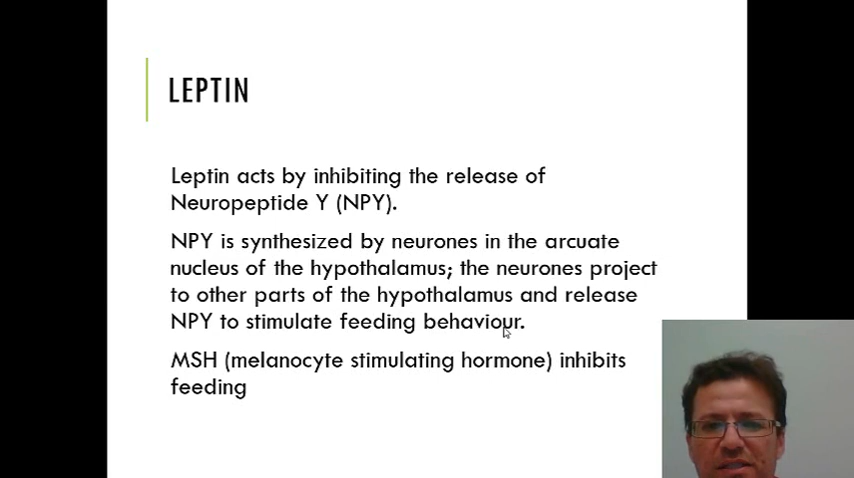 LEPTIN
Leptin acts by inhibiting the release of
Neuropeptide Y (NPY).
NPY is synthesized by neurones in the arcuate
nucleus of the hypothalamus; the neurones project
to other parts of the hypothalamus and release
NPY to stimulate feeding behaviour.
MSH (melanocyte stimulating hormone) inhibits
feeding